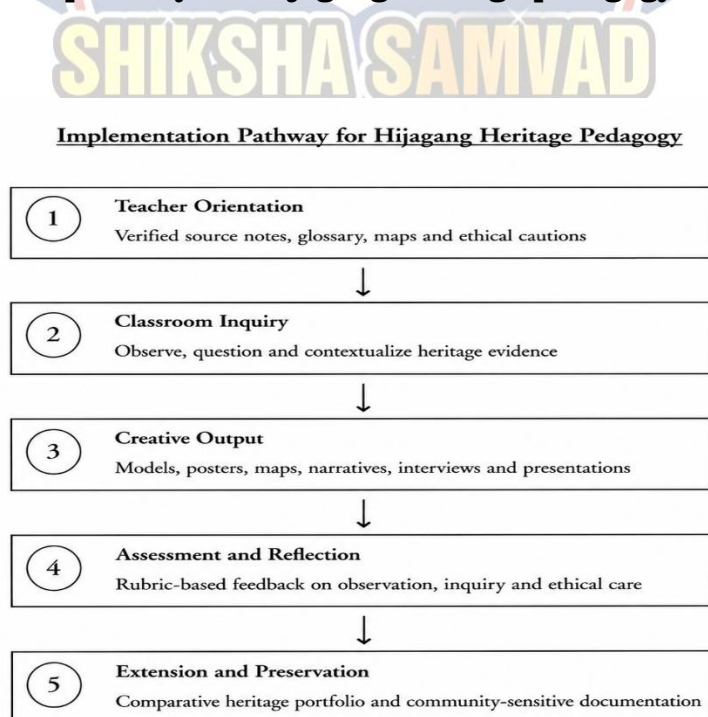 SHIKSHA SAMVAD
Implementation Pathway for Hijagang Heritage Pedagogy
1
Teacher Orientation
Verified source notes, glossary, maps and ethical cautions
↓
2
Classroom Inquiry
Observe, question and contextualize heritage evidence
↓
3
Creative Output
Models, posters, maps, narratives, interviews and presentations
↓
4
Assessment and Reflection
Rubric-based feedback on observation, inquiry and ethical care
↓
5
Extension and Preservation
Comparative heritage portfolio and community-sensitive documentation